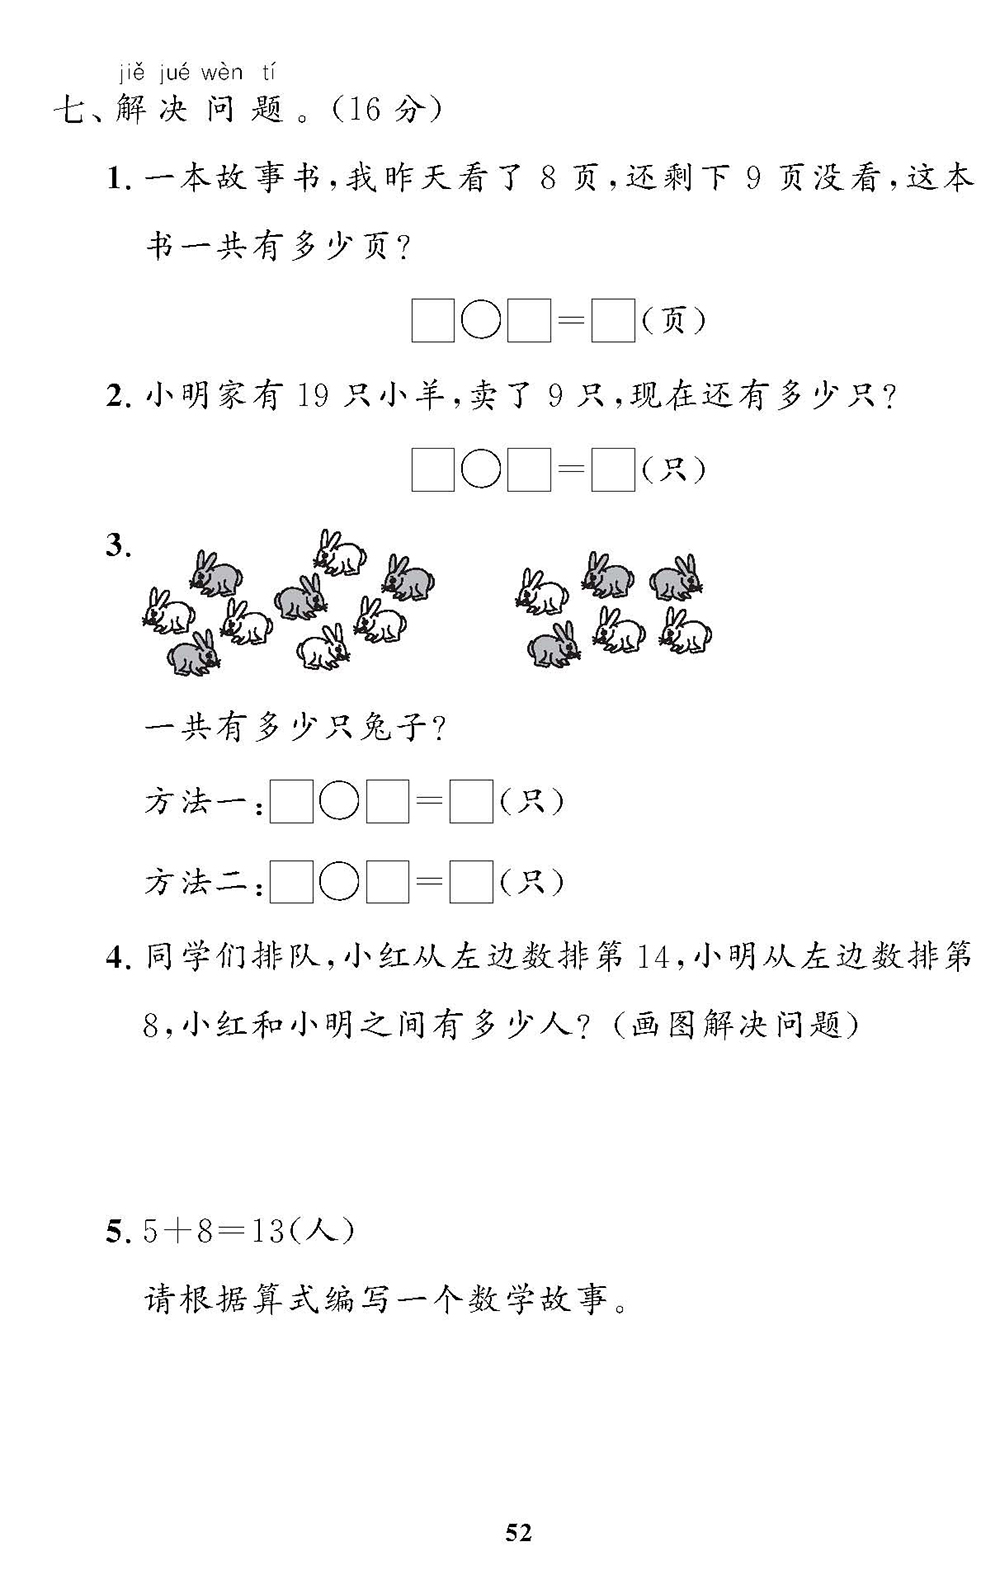 jiě jué wèn tí
七、解决问题。(16分)
1. 一本故事书,我昨天看了8页,还剩下9页没看,这本
书一共有多少页?
□○□=□(页)
2. 小明家有19只小羊,卖了9只,现在还有多少只?
□○□=□(只)
3.
一共有多少只兔子?
方法一:□○□=□(只)
方法二:□○□=□(只)
4. 同学们排队,小红从左边数排第14,小明从左边数排第
8,小红和小明之间有多少人?(画图解决问题)
5. 5+8=13(人)
请根据算式编写一个数学故事。
52